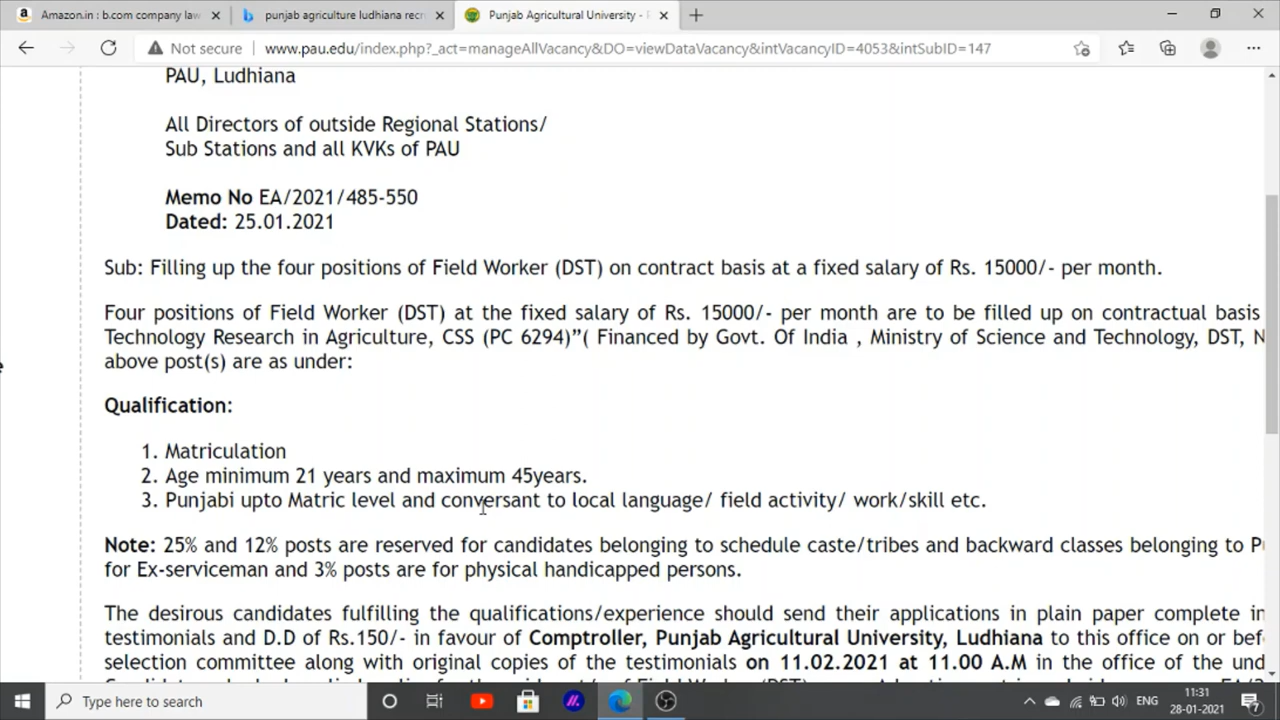 Amazon.in : b.com company law
punjab agriculture ludhiana recr
Punjab Agricultural University -
Not secure
www.pau.edu/index.php?_act=manageAllVacancy&DO=viewDataVacancy&intVacancyID=4053&intSubID=147
PAU, Ludhiana
All Directors of outside Regional Stations/
Sub Stations and all KVKs of PAU
Memo No EA/2021/485-550
Dated: 25.01.2021
Sub: Filling up the four positions of Field Worker (DST) on contract basis at a fixed salary of Rs. 15000/- per month.
Four positions of Field Worker (DST) at the fixed salary of Rs. 15000/- per month are to be filled up on contractual basis
Technology Research in Agriculture, CSS (PC 6294)”( Financed by Govt. Of India , Ministry of Science and Technology, DST, N
above post(s) are as under:
Qualification:
1. Matriculation
2. Age minimum 21 years and maximum 45years.
3. Punjabi upto Matric level and conversant to local language/ field activity/ work/skill etc.
Note: 25% and 12% posts are reserved for candidates belonging to schedule caste/tribes and backward classes belonging to P
for Ex-serviceman and 3% posts are for physical handicapped persons.
The desirous candidates fulfilling the qualifications/experience should send their applications in plain paper complete in
testimonials and D.D of Rs.150/- in favour of Comptroller, Punjab Agricultural University, Ludhiana to this office on or bef
selection committee along with original copies of the testimonials on 11.02.2021 at 11.00 A.M in the office of the und
Type here to search
ENG
11:31
28-01-2021